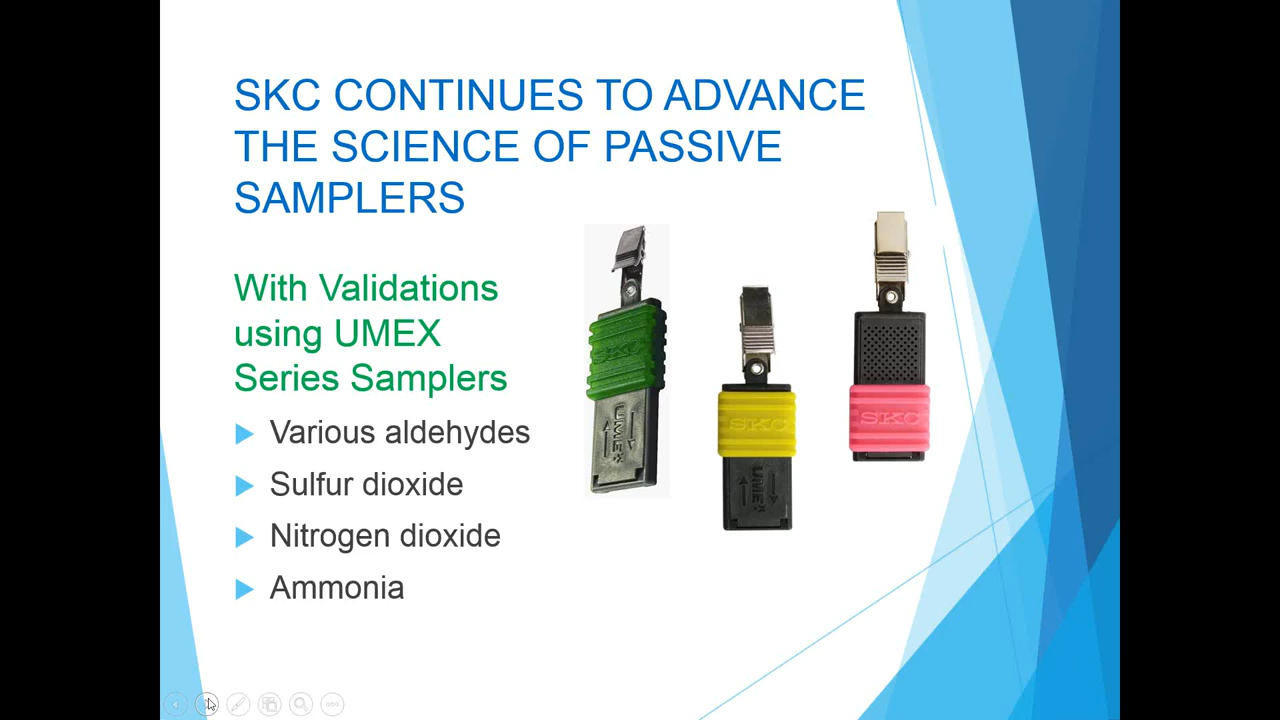 SKC CONTINUES TO ADVANCE
THE SCIENCE OF PASSIVE
SAMPLERS
With Validations
using UMEX
Series Samplers
Various aldehydes
Sulfur dioxide
Nitrogen dioxide
Ammonia
SKC
UMEx
SKC
UMEx
SKC